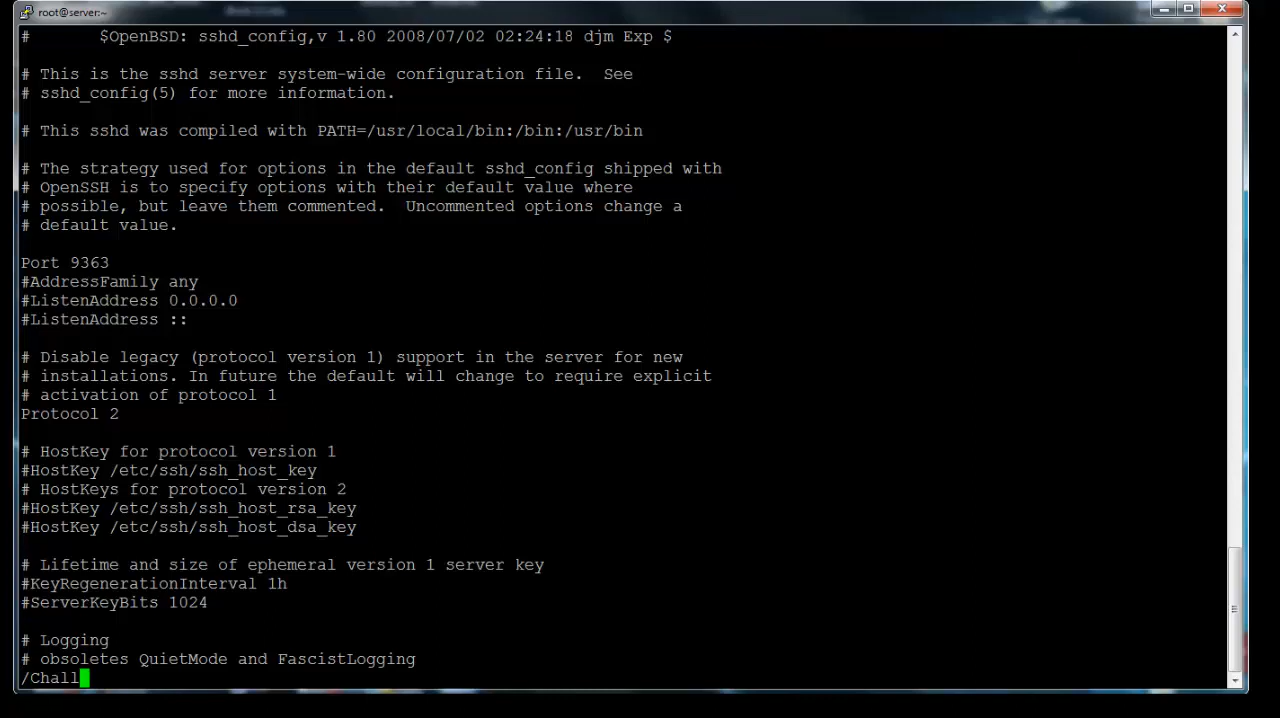 root@server:~
#       $OpenBSD: sshd_config,v 1.80 2008/07/02 02:24:18 djm Exp $
# This is the sshd server system-wide configuration file.  See
# sshd_config(5) for more information.
# This sshd was compiled with PATH=/usr/local/bin:/bin:/usr/bin
# The strategy used for options in the default sshd_config shipped with
# OpenSSH is to specify options with their default value where
# possible, but leave them commented.  Uncommented options change a
# default value.
Port 9363
#AddressFamily any
#ListenAddress 0.0.0.0
#ListenAddress ::
# Disable legacy (protocol version 1) support in the server for new
# installations. In future the default will change to require explicit
# activation of protocol 1
Protocol 2
# HostKey for protocol version 1
#HostKey /etc/ssh/ssh_host_key
# HostKeys for protocol version 2
#HostKey /etc/ssh/ssh_host_rsa_key
#HostKey /etc/ssh/ssh_host_dsa_key
# Lifetime and size of ephemeral version 1 server key
#KeyRegenerationInterval 1h
#ServerKeyBits 1024
# Logging
# obsoletes QuietMode and FascistLogging
/Chall